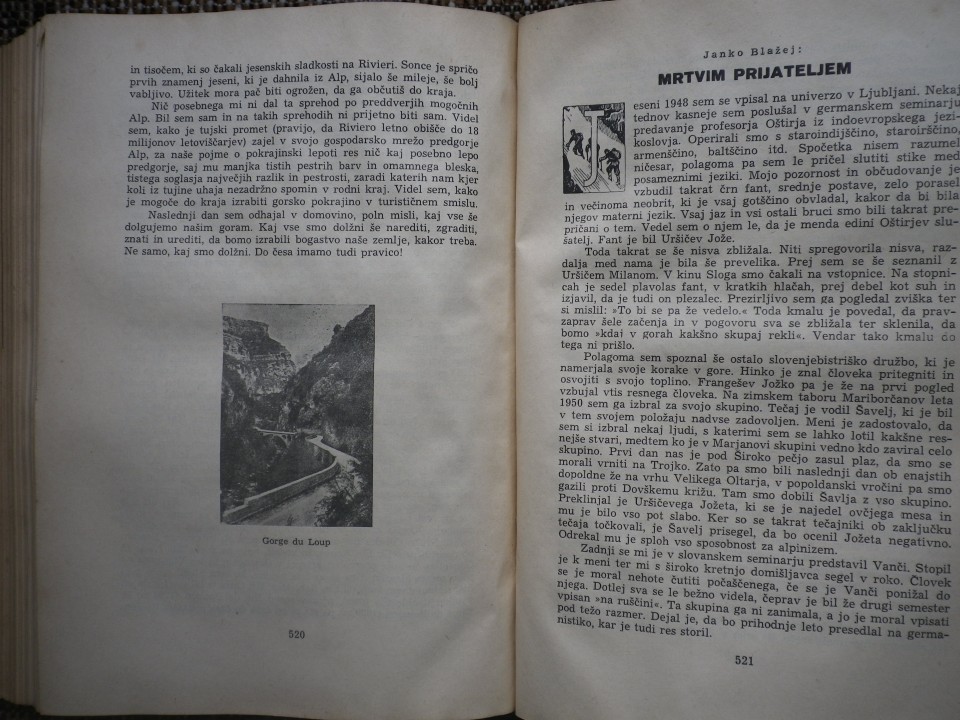 in tisočem, ki so čakali jesenskih sladkosti na Rivieri. Sonce je spričo
prvih znamenj jeseni, ki je dahnila iz Alp, sijalo še mileje, še bolj
vabljivo. Užitek mora pač biti ogrožen, da ga občutiš do kraja.
Nič posebnega mi ni dal ta sprehod po preddverjih mogočnih
Alp. Bil sem sam in na takih sprehodih ni prijetno biti sam. Videl
sem, kako je tujski promet (pravijo, da Riviero letno obišče do 18
milijonov letoviščarjev) zajel v svojo gospodarsko mrežo predgorje
Alp, za naše pojme o pokrajinski lepoti res nič kaj posebno lepo
predgorje, saj mu manjka tistih pestrih barv in omamnega bleska,
tistega soglasja največjih razlik in pestrosti, zaradi katerih nam kjer
koli iz tujine uhaja nezadržno spomin v rodni kraj. Videl sem, kako
je mogoče do kraja izrabiti gorsko pokrajino v turističnem smislu.
Naslednji dan sem odhajal v domovino, poln misli, kaj vse še
dolgujemo našim goram. Kaj vse smo dolžni še narediti, zgraditi,
znati in urediti, da bomo izrabili bogastvo naše zemlje, kakor treba.
Ne samo, kaj smo dolžni. Do česa imamo tudi pravico!
Gorge du Loup
520
Janko Blažej:
MRTVIM PRIJATELJEM
J
eseni 1948 sem se vpisal na univerzo v Ljubljani. Nekaj
tednov kasneje sem poslušal v germanskem seminarju
predavanje profesorja Oštirja iz indoevropskega jezi-
koslovja. Operirali smo s staroindijščino, staroirščino,
armenščino, baltščino itd. Spočetka nisem razumel
ničesar, polagoma pa sem le pričel slutiti stike med
posameznimi jeziki. Mojo pozornost in občudovanje je
vzbudil takrat črn fant, srednje postave, zelo porasel
in večinoma neobrit, ki je vsaj gotščino obvladal, kakor da bi bila
njegov materni jezik. Vsaj jaz in vsi ostali bruci smo bili takrat pre-
pričani o tem. Vedel sem o njem le, da je menda edini Oštirjev slu-
šatelj. Fant je bil Uršičev Jože.
Toda takrat se še nisva zbližala. Niti spregovorila nisva, raz-
dalja med nama je bila še prevelika. Prej sem se še seznanil z
Uršičem Milanom. V kinu Sloga smo čakali na vstopnice. Na stopni-
cah je sedel plavolas fant, v kratkih hlačah, prej debel kot suh in
izjavil, da je tudi on plezalec. Prezirljivo sem ga pogledal zviška ter
si mislil: »To bi se pa že vedelo.« Toda kmalu je povedal, da prav-
zaprav šele začenja in v pogovoru sva se zbližala ter sklenila, da
bomo »kdaj v gorah kakšno skupaj rekli«. Vendar tako kmalu do
tega ni prišlo.
Polagoma sem spoznal še ostalo slovenjebistriško družbo, ki je
namerjala svoje korake v gore. Hinko je znal človeka pritegniti in
osvojiti s svojo toplino. Frangešev Jožko pa je že na prvi pogled
vzbujal vtis resnega človeka. Na zimskem taboru Mariborčanov leta
1950 sem ga izbral za svojo skupino. Tečaj je vodil Šavelj, ki je bil
v tem svojem položaju nadvse zadovoljen. Meni je zadostovalo, da
sem si izbral nekaj ljudi, s katerimi sem se lahko lotil kakšne res-
nejše stvari, medtem ko je v Marjanovi skupini vedno kdo zaviral celo
skupino. Prvi dan nas je pod Široko pečjo zasul plaz, da smo se
morali vrniti na Trojko. Zato pa smo bili naslednji dan ob enajstih
dopoldne že na vrhu Velikega Oltarja, v popoldanski vročini pa smo
gazili proti Dovškemu križu. Tam smo dobili Šavlja z vso skupino.
Preklinjal je Uršičevega Jožeta, ki se je najedel ovčjega mesa in
mu je bilo vso pot slabo. Ker so se takrat tečajniki ob zaključku
tečaja točkovali, je Šavelj prisegel, da bo ocenil Jožeta negativno.
Odrekal mu je sploh vso sposobnost za alpinizem.
Zadnji se mi je v slovanskem seminarju predstavil Vanči. Stopil
je k meni ter mi s široko kretnjo domišljavca segel v roko. Človek
se je moral nehote čutiti počaščenega, če se je Vanči ponižal do
njega. Dotlej sva se le bežno videla, čeprav je bil že drugi semester
vpisan »na ruščini«. Ta skupina ga ni zanimala, a jo je moral vpisati
pod težo razmer. Dejal je, da bo prihodnje leto presedlal na germa-
nistiko, kar je tudi res storil.
521